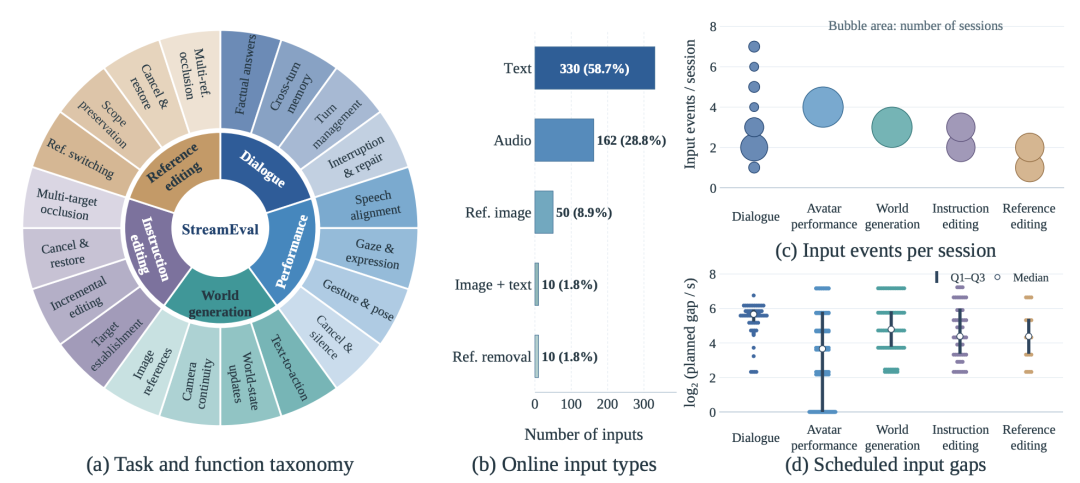 Factual answers
Cross-turn
memory
Turn
management
Interruption
& repair
Speech
alignment
Gaze &
expression
Gesture & pose
Cancel &
silence
Text-to-action
World-state
updates
Camera
continuity
Image
references
Target
establishment
Incremental
editing
Cancel &
restore
Multi-target
occlusion
Ref. switching
Scope
preservation
Cancel &
restore
Multi-ref.
occlusion
Dialogue
Performance
World
generation
Instruction
editing
Reference
editing
StreamEval
(a) Task and function taxonomy
Text
330 (58.7%)
Audio
162 (28.8%)
Ref. image
50 (8.9%)
Image + text
10 (1.8%)
Ref. removal
10 (1.8%)
0 100 200 300
Number of inputs
(b) Online input types
Bubble area: number of sessions
Input events / session
8
6
4
2
0
Dialogue
Avatar
performance
World
generation
Instruction
editing
Reference
editing
(c) Input events per session
Q1–Q3 Median
log2 (planned gap / s)
8
6
4
2
0
Dialogue
Avatar
performance
World
generation
Instruction
editing
Reference
editing
(d) Scheduled input gaps